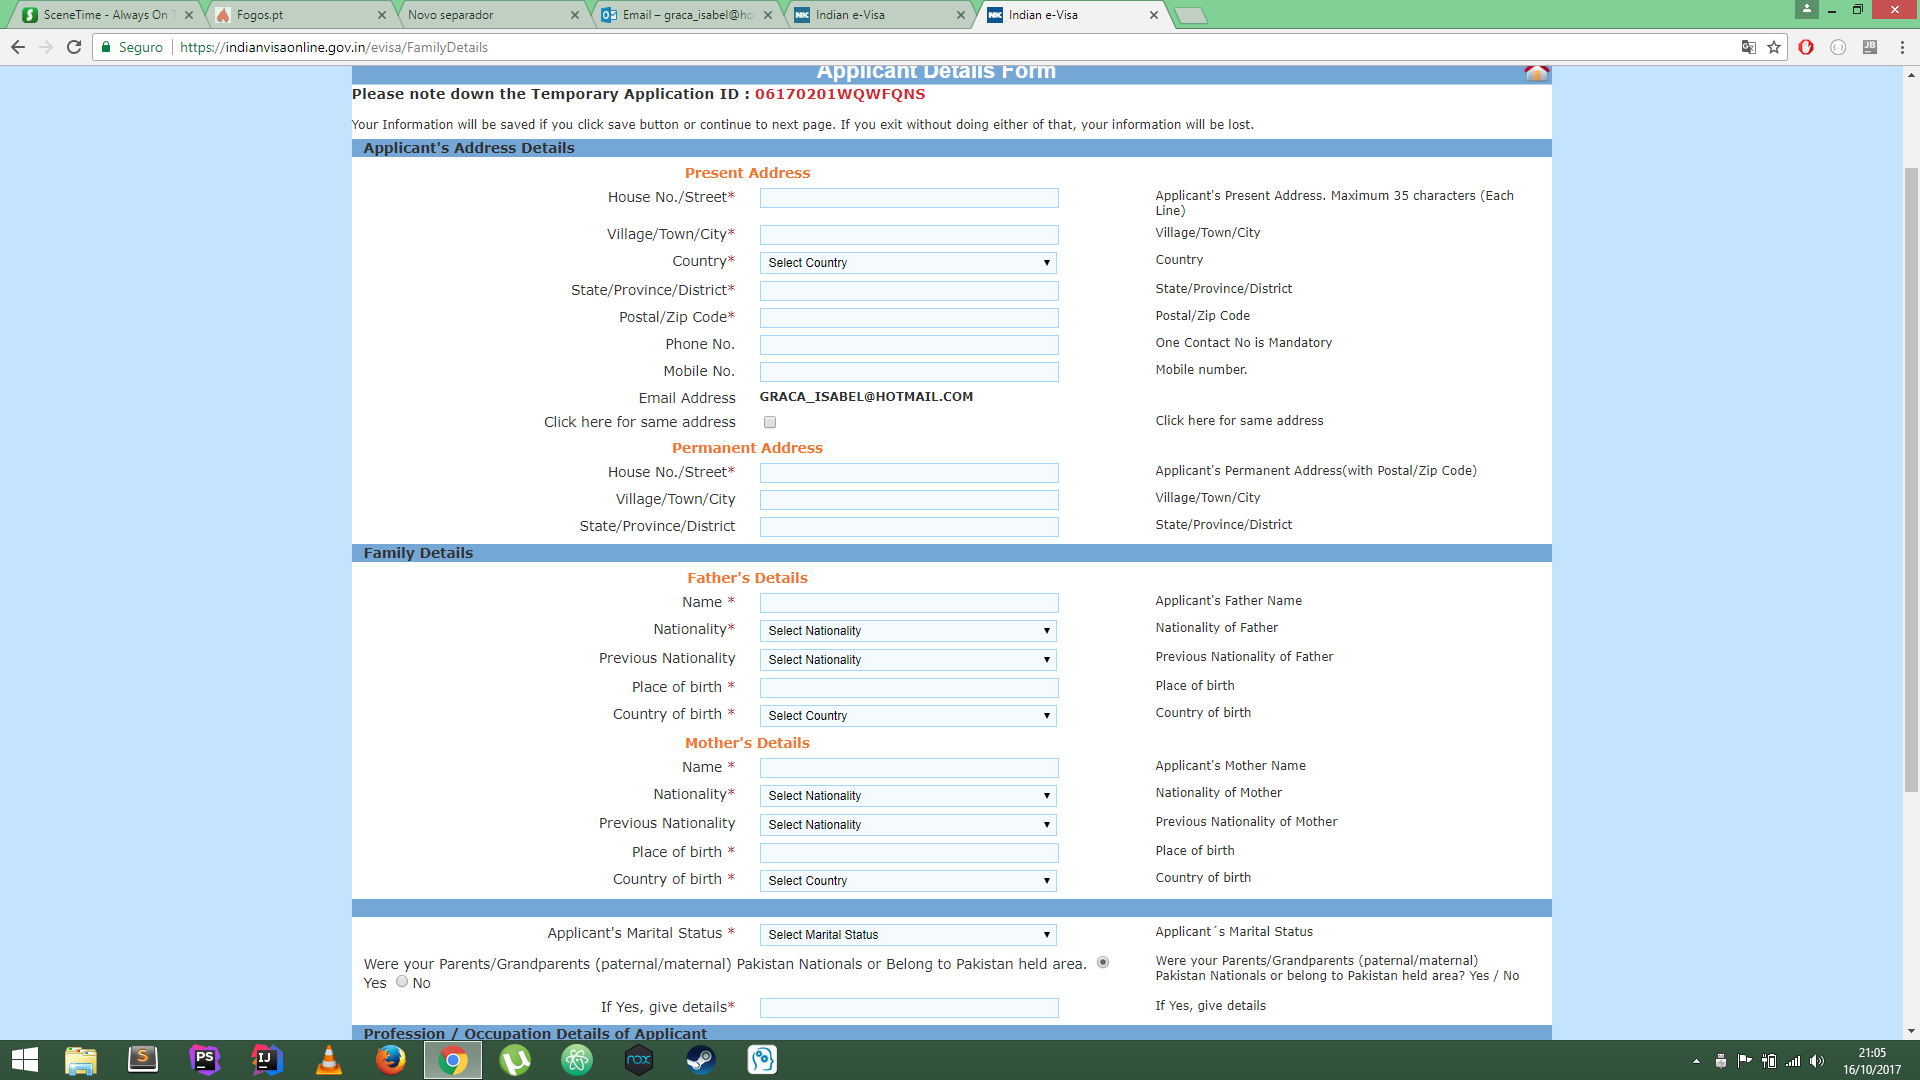 SceneTime - Always On T
Fogos.pt
Novo separador
Email – graca_isabel@ho
Indian e-Visa
Indian e-Visa
Seguro
https://indianvisaonline.gov.in/evisa/FamilyDetails
Applicant Details Form
Please note down the Temporary Application ID : 06170201WQWFQNS
Your Information will be saved if you click save button or continue to next page. If you exit without doing either of that, your information will be lost.
Applicant's Address Details
Present Address
House No./Street*
Applicant's Present Address. Maximum 35 characters (Each
Line)
Village/Town/City*
Village/Town/City
Country*
Select Country
Country
State/Province/District*
State/Province/District
Postal/Zip Code*
Postal/Zip Code
Phone No.
One Contact No is Mandatory
Mobile No.
Mobile number.
Email Address
GRACA_ISABEL@HOTMAIL.COM
Click here for same address
Click here for same address
Permanent Address
House No./Street*
Applicant's Permanent Address(with Postal/Zip Code)
Village/Town/City
Village/Town/City
State/Province/District
State/Province/District
Family Details
Father's Details
Name *
Applicant's Father Name
Nationality*
Select Nationality
Nationality of Father
Previous Nationality
Select Nationality
Previous Nationality of Father
Place of birth *
Place of birth
Country of birth *
Select Country
Country of birth
Mother's Details
Name *
Applicant's Mother Name
Nationality*
Select Nationality
Nationality of Mother
Previous Nationality
Select Nationality
Previous Nationality of Mother
Place of birth *
Place of birth
Country of birth *
Select Country
Country of birth
Applicant's Marital Status *
Select Marital Status
Applicant´s Marital Status
Were your Parents/Grandparents (paternal/maternal) Pakistan Nationals or Belong to Pakistan held area.
Yes No
Were your Parents/Grandparents (paternal/maternal)
Pakistan Nationals or belong to Pakistan held area? Yes / No
If Yes, give details*
If Yes, give details
Profession / Occupation Details of Applicant
21:05
16/10/2017